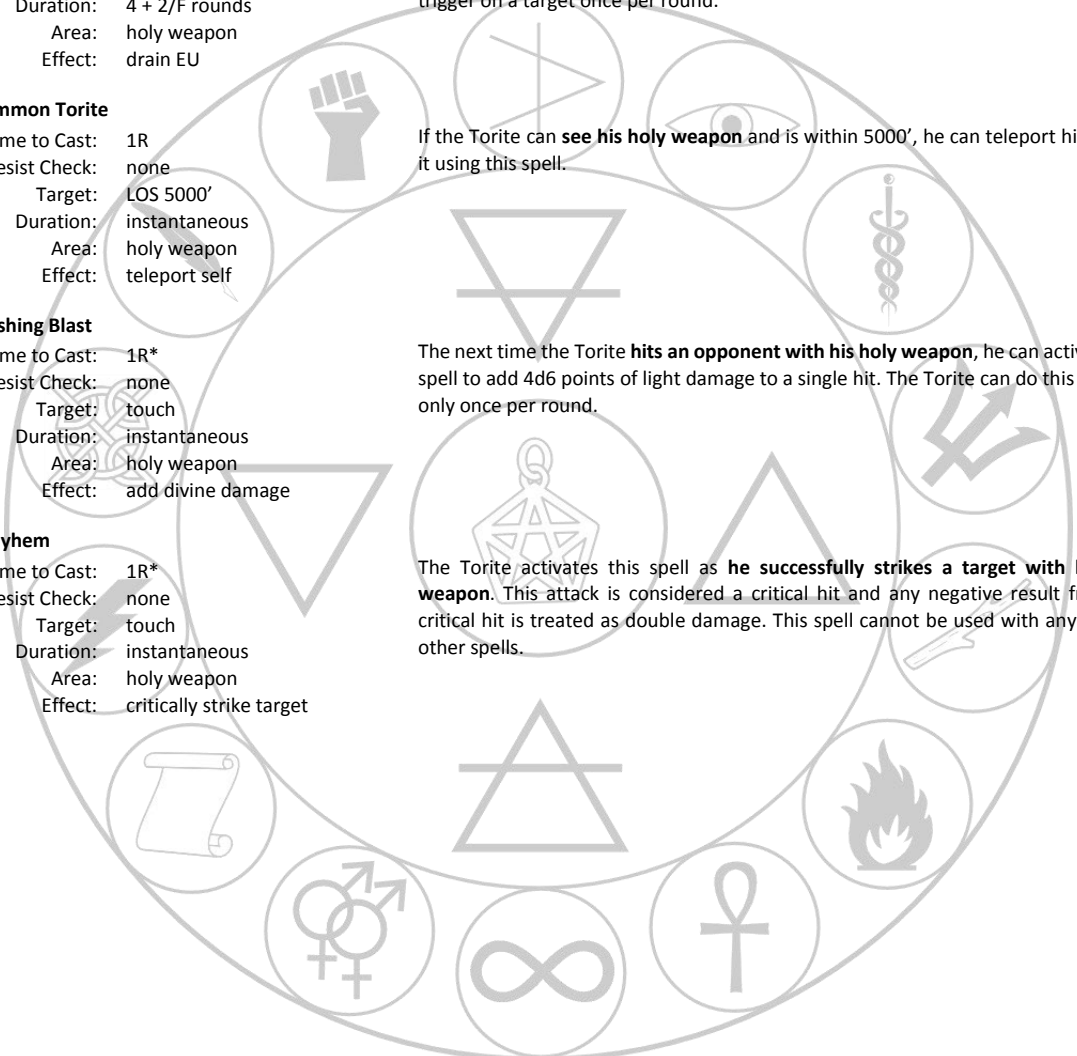 Duration: 4 + 2/F rounds
Area: holy weapon
Effect: drain EU
trigger on a target once per round.
mmon Torite
me to Cast: 1R
esist Check: none
Target: LOS 5000’
Duration: instantaneous
Area: holy weapon
Effect: teleport self
If the Torite can see his holy weapon and is within 5000’, he can teleport hi
it using this spell.
shing Blast
me to Cast: 1R*
esist Check: none
Target: touch
Duration: instantaneous
Area: holy weapon
Effect: add divine damage
The next time the Torite hits an opponent with his holy weapon, he can activ
spell to add 4d6 points of light damage to a single hit. The Torite can do this
only once per round.
yhem
me to Cast: 1R*
esist Check: none
Target: touch
Duration: instantaneous
Area: holy weapon
Effect: critically strike target
The Torite activates this spell as he successfully strikes a target with
weapon. This attack is considered a critical hit and any negative result fr
critical hit is treated as double damage. This spell cannot be used with any
other spells.